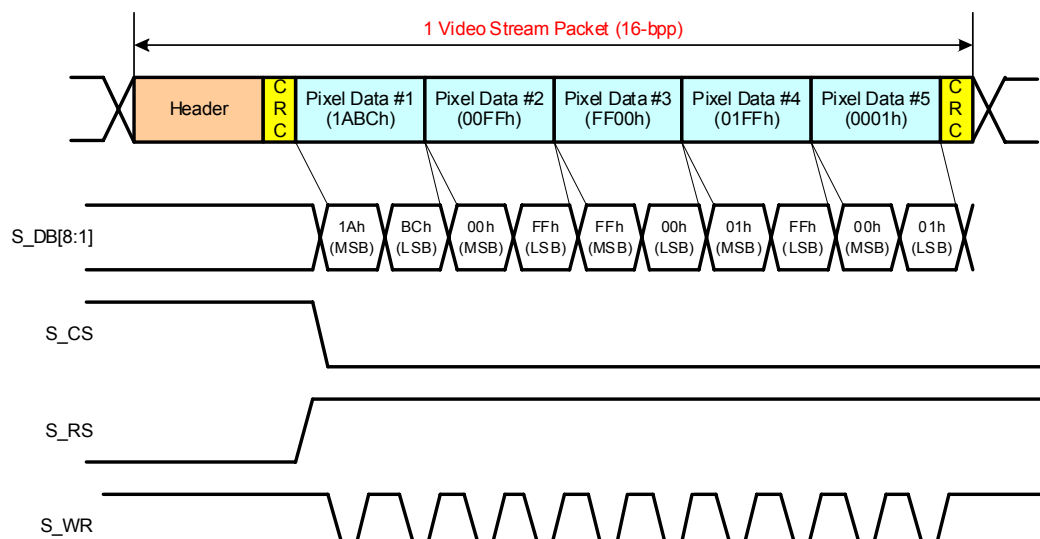 1 Video Stream Packet (16-bpp)
Header
C
R
C
Pixel Data #1
(1ABCh)
Pixel Data #2
(00FFh)
Pixel Data #3
(FF00h)
Pixel Data #4
(01FFh)
Pixel Data #5
(0001h)
C
R
C
S_DB[8:1]
1Ah
(MSB)
BCh
(LSB)
00h
(MSB)
FFh
(LSB)
FFh
(MSB)
00h
(LSB)
01h
(MSB)
FFh
(LSB)
00h
(MSB)
01h
(LSB)
S_CS
S_RS
S_WR